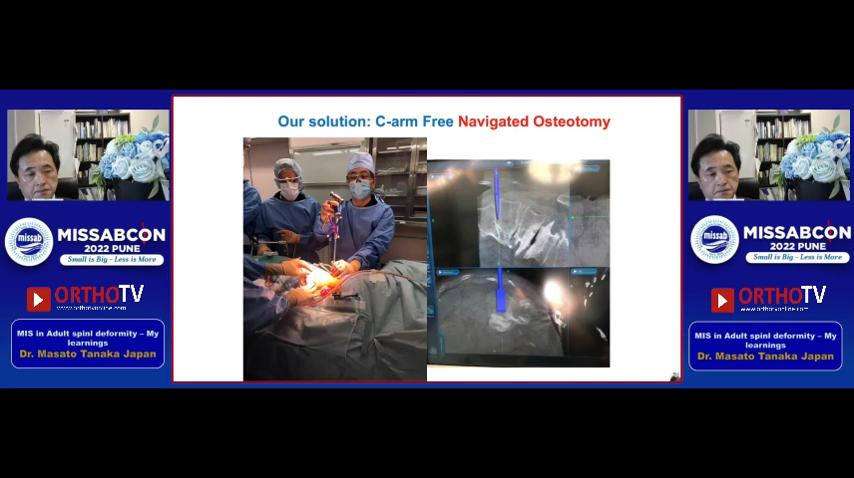 Our solution: C-arm Free Navigated Osteotomy
missab
MISSABCON
2022 PUNE
Small is Big - Less is More
ORTHOTV
MIS in Adult spinl deformity – My
learnings
Dr. Masato Tanaka Japan
missab
MISSABCON
2022 PUNE
Small is Big - Less is More
ORTHOTV
MIS in Adult spinl deformity – My
learnings
Dr. Masato Tanaka Japan